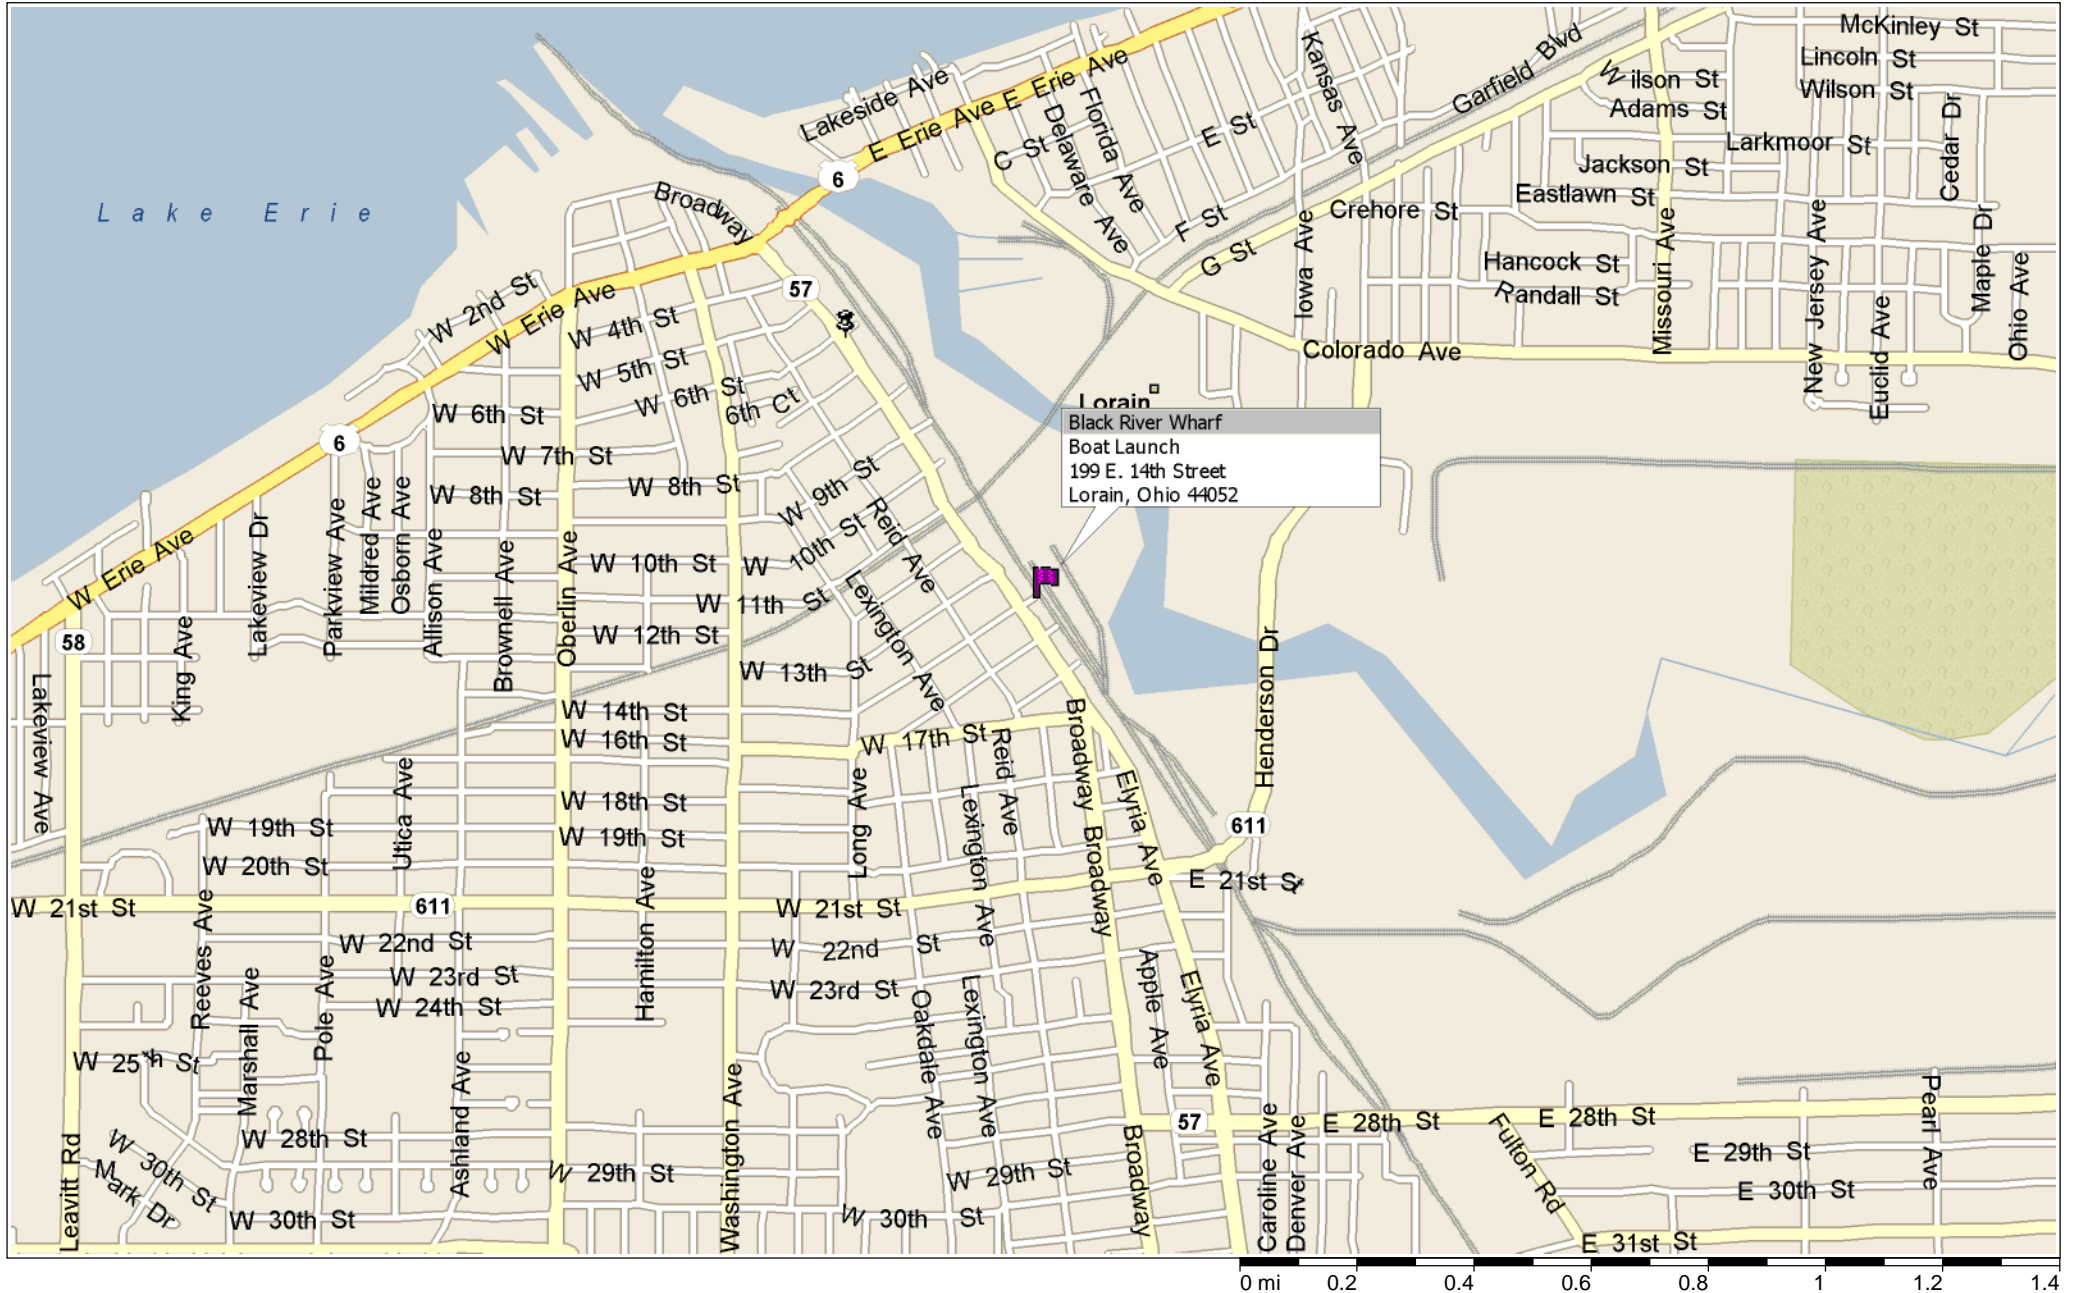 McKinley St
Lincoln St
Wilson St
Garfield Blvd
Wilson St
Adams St
Larkmoor St
Jackson St
Eastlawn St
Crehore St
Hancock St
Randall St
Cedar Dr
Maple Dr
Ohio Ave
New Jersey Ave
Euclid Ave
Missouri Ave
Iowa Ave
Kansas Ave
Lakeside Ave
E Erie Ave
E Erie Ave
Florida Ave
Delaware Ave
C St
E St
F St
G St
6
Lake Erie
Broadway
57
W 2nd St
W Erie Ave
W 4th St
W 5th St
W 6th St
6th Ct
Colorado Ave
Lorain
Black River Wharf
Boat Launch
199 E. 14th Street
Lorain, Ohio 44052
W 6th St
6
W 7th St
W 8th St
W 8th St
W 9th St
W 10th St
W 10th St
W 11th St
W 12th St
W 13th St
W 14th St
W 16th St
W 17th St
W 18th St
W 19th St
Reid Ave
Lexington Ave
W Erie Ave
58
Lakeview Dr
Parkview Ave
Mildred Ave
Osborn Ave
Allison Ave
Brownell Ave
Oberlin Ave
King Ave
Lakeview Ave
Utica Ave
Long Ave
Reid Ave
Lexington Ave
Broadway
Elyria Ave
Henderson Dr
611
W 19th St
W 20th St
W 21st St
611
W 21st St
E 21st St
Broadway
W 22nd St
W 22nd St
W 23rd St
W 23rd St
W 24th St
W 25th St
Reeves Ave
Marshall Ave
Pole Ave
Hamilton Ave
Oakdale Ave
Lexington Ave
Apple Ave
Elyria Ave
W 28th St
W 30th St
Mark Dr
Leavitt Rd
Ashland Ave
Washington Ave
W 29th St
W 29th St
W 30th St
W 30th St
57
Broadway
Caroline Ave
Denver Ave
E 28th St
E 28th St
Fulton Rd
E 29th St
E 30th St
E 31st St
Pearl Ave
0 mi 0.2 0.4 0.6 0.8 1 1.2 1.4